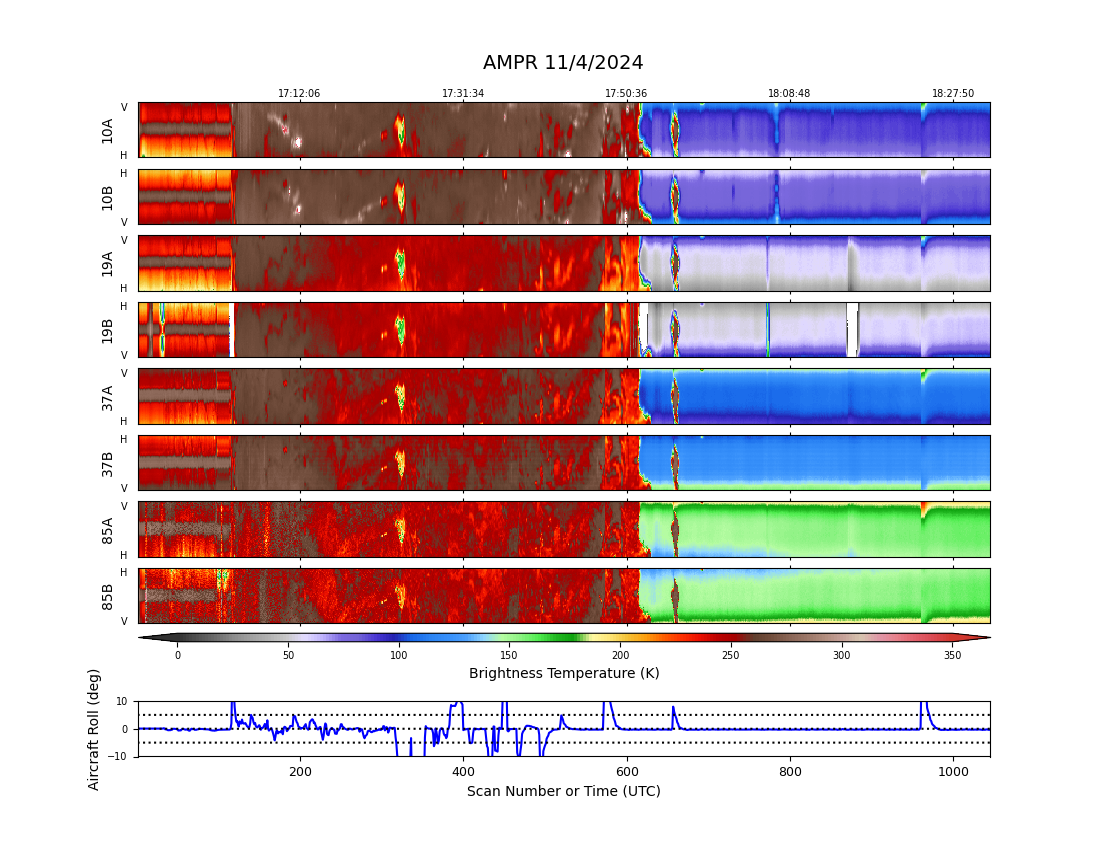 AMPR 11/4/2024
17:12:06 17:31:34 17:50:36 18:08:48 18:27:50
V
10A
H
H
10B
V
V
19A
H
H
19B
V
V
37A
H
H
37B
V
V
85A
H
H
85B
V
0 50 100 150 200 250 300 350
Brightness Temperature (K)
Aircraft Roll (deg)
10
0
−10
200 400 600 800 1000
Scan Number or Time (UTC)